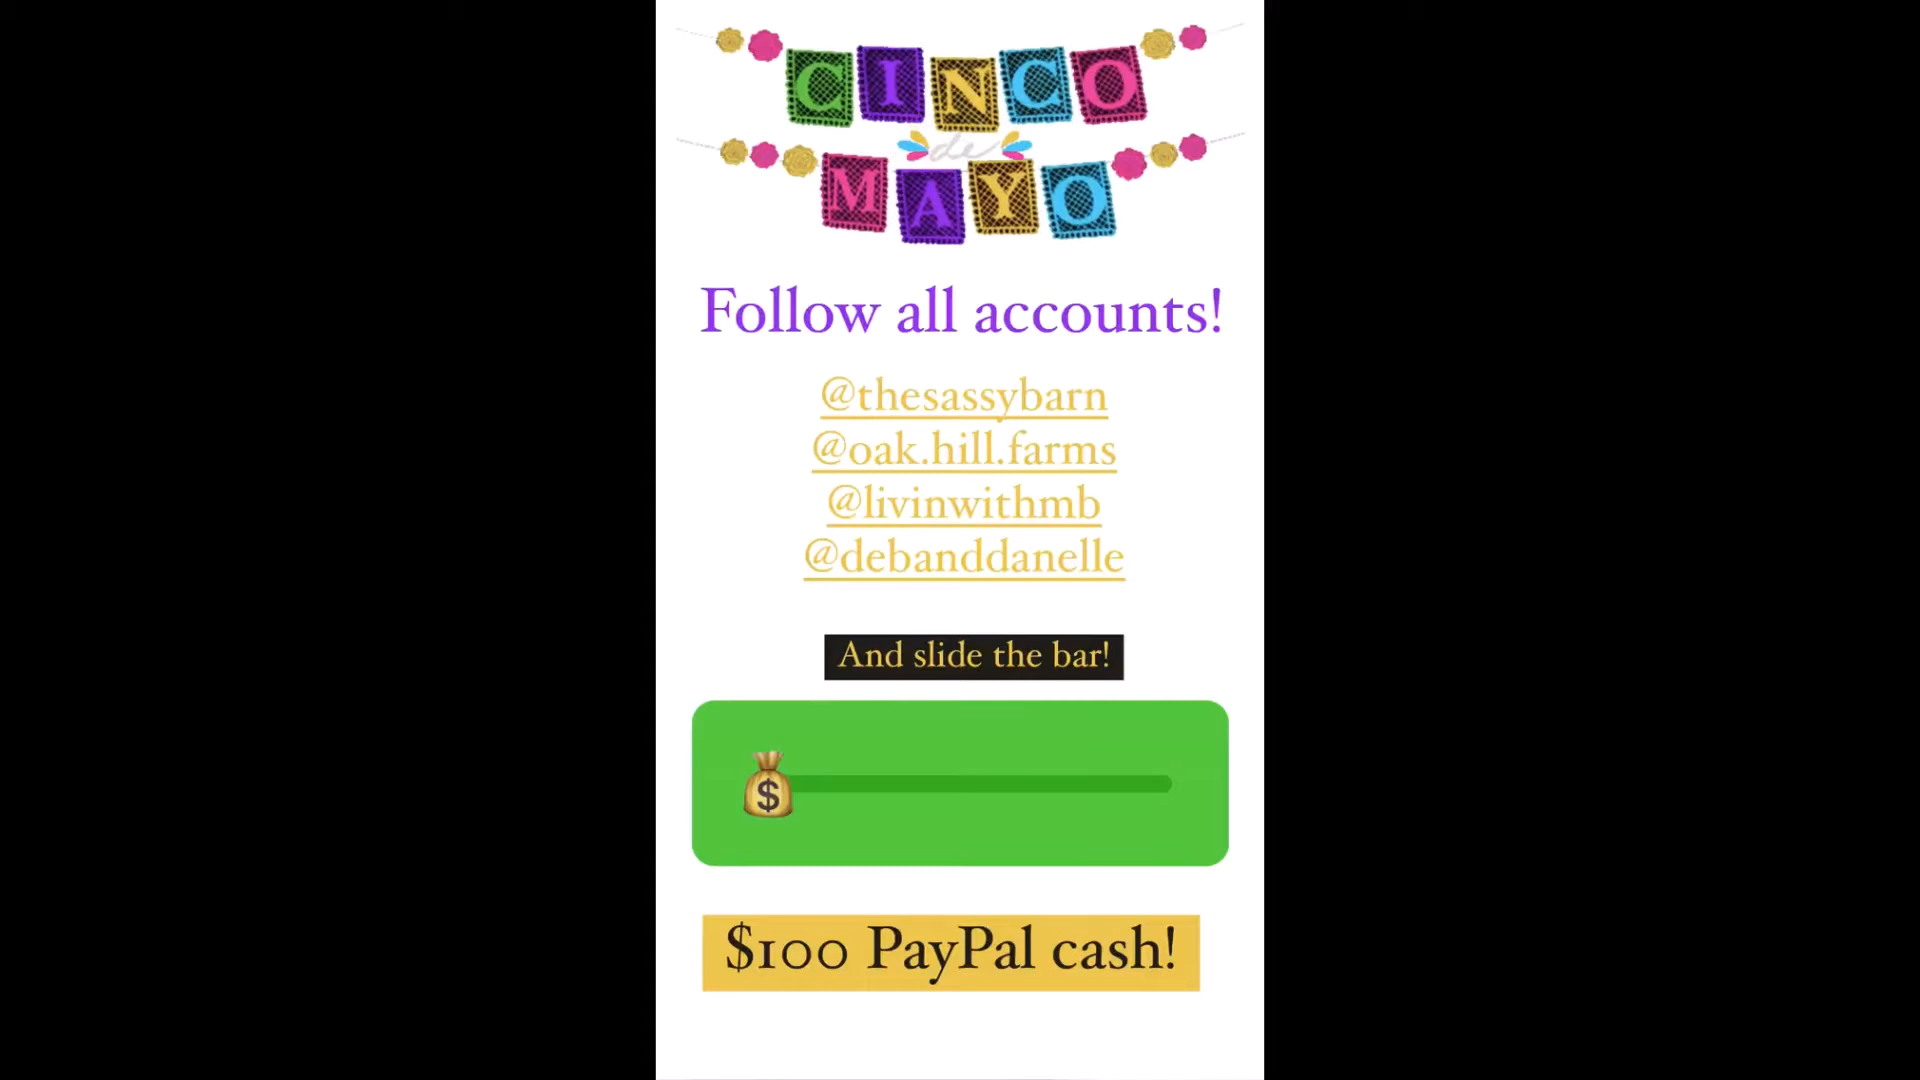 CINCO
de
MAYO
Follow all accounts!
@thesassybarn
@oak.hill.farms
@livinwithmb
@debanddanelle
And slide the bar!
$
$100 PayPal cash!